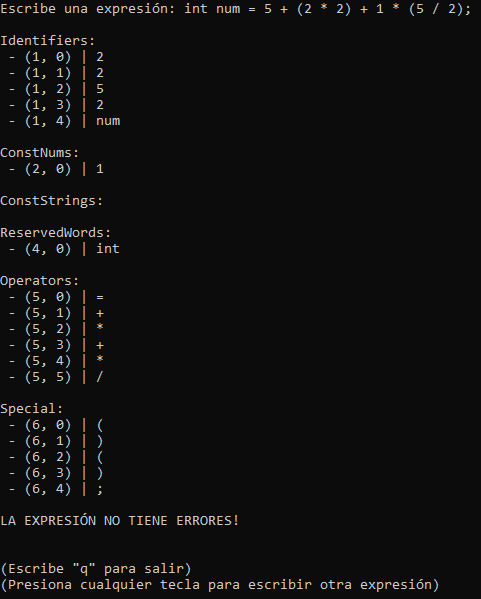 Escribe una expresión: int num = 5 + (2 * 2) + 1 * (5 / 2);
Identifiers:
- (1, 0) | 2
- (1, 1) | 2
- (1, 2) | 5
- (1, 3) | 2
- (1, 4) | num
ConstNums:
- (2, 0) | 1
ConstStrings:
ReservedWords:
- (4, 0) | int
Operators:
- (5, 0) | =
- (5, 1) | +
- (5, 2) | *
- (5, 3) | +
- (5, 4) | *
- (5, 5) | /
Special:
- (6, 0) | (
- (6, 1) | )
- (6, 2) | (
- (6, 3) | )
- (6, 4) | ;
LA EXPRESIÓN NO TIENE ERRORES!
(Escribe "q" para salir)
(Presiona cualquier tecla para escribir otra expresión)